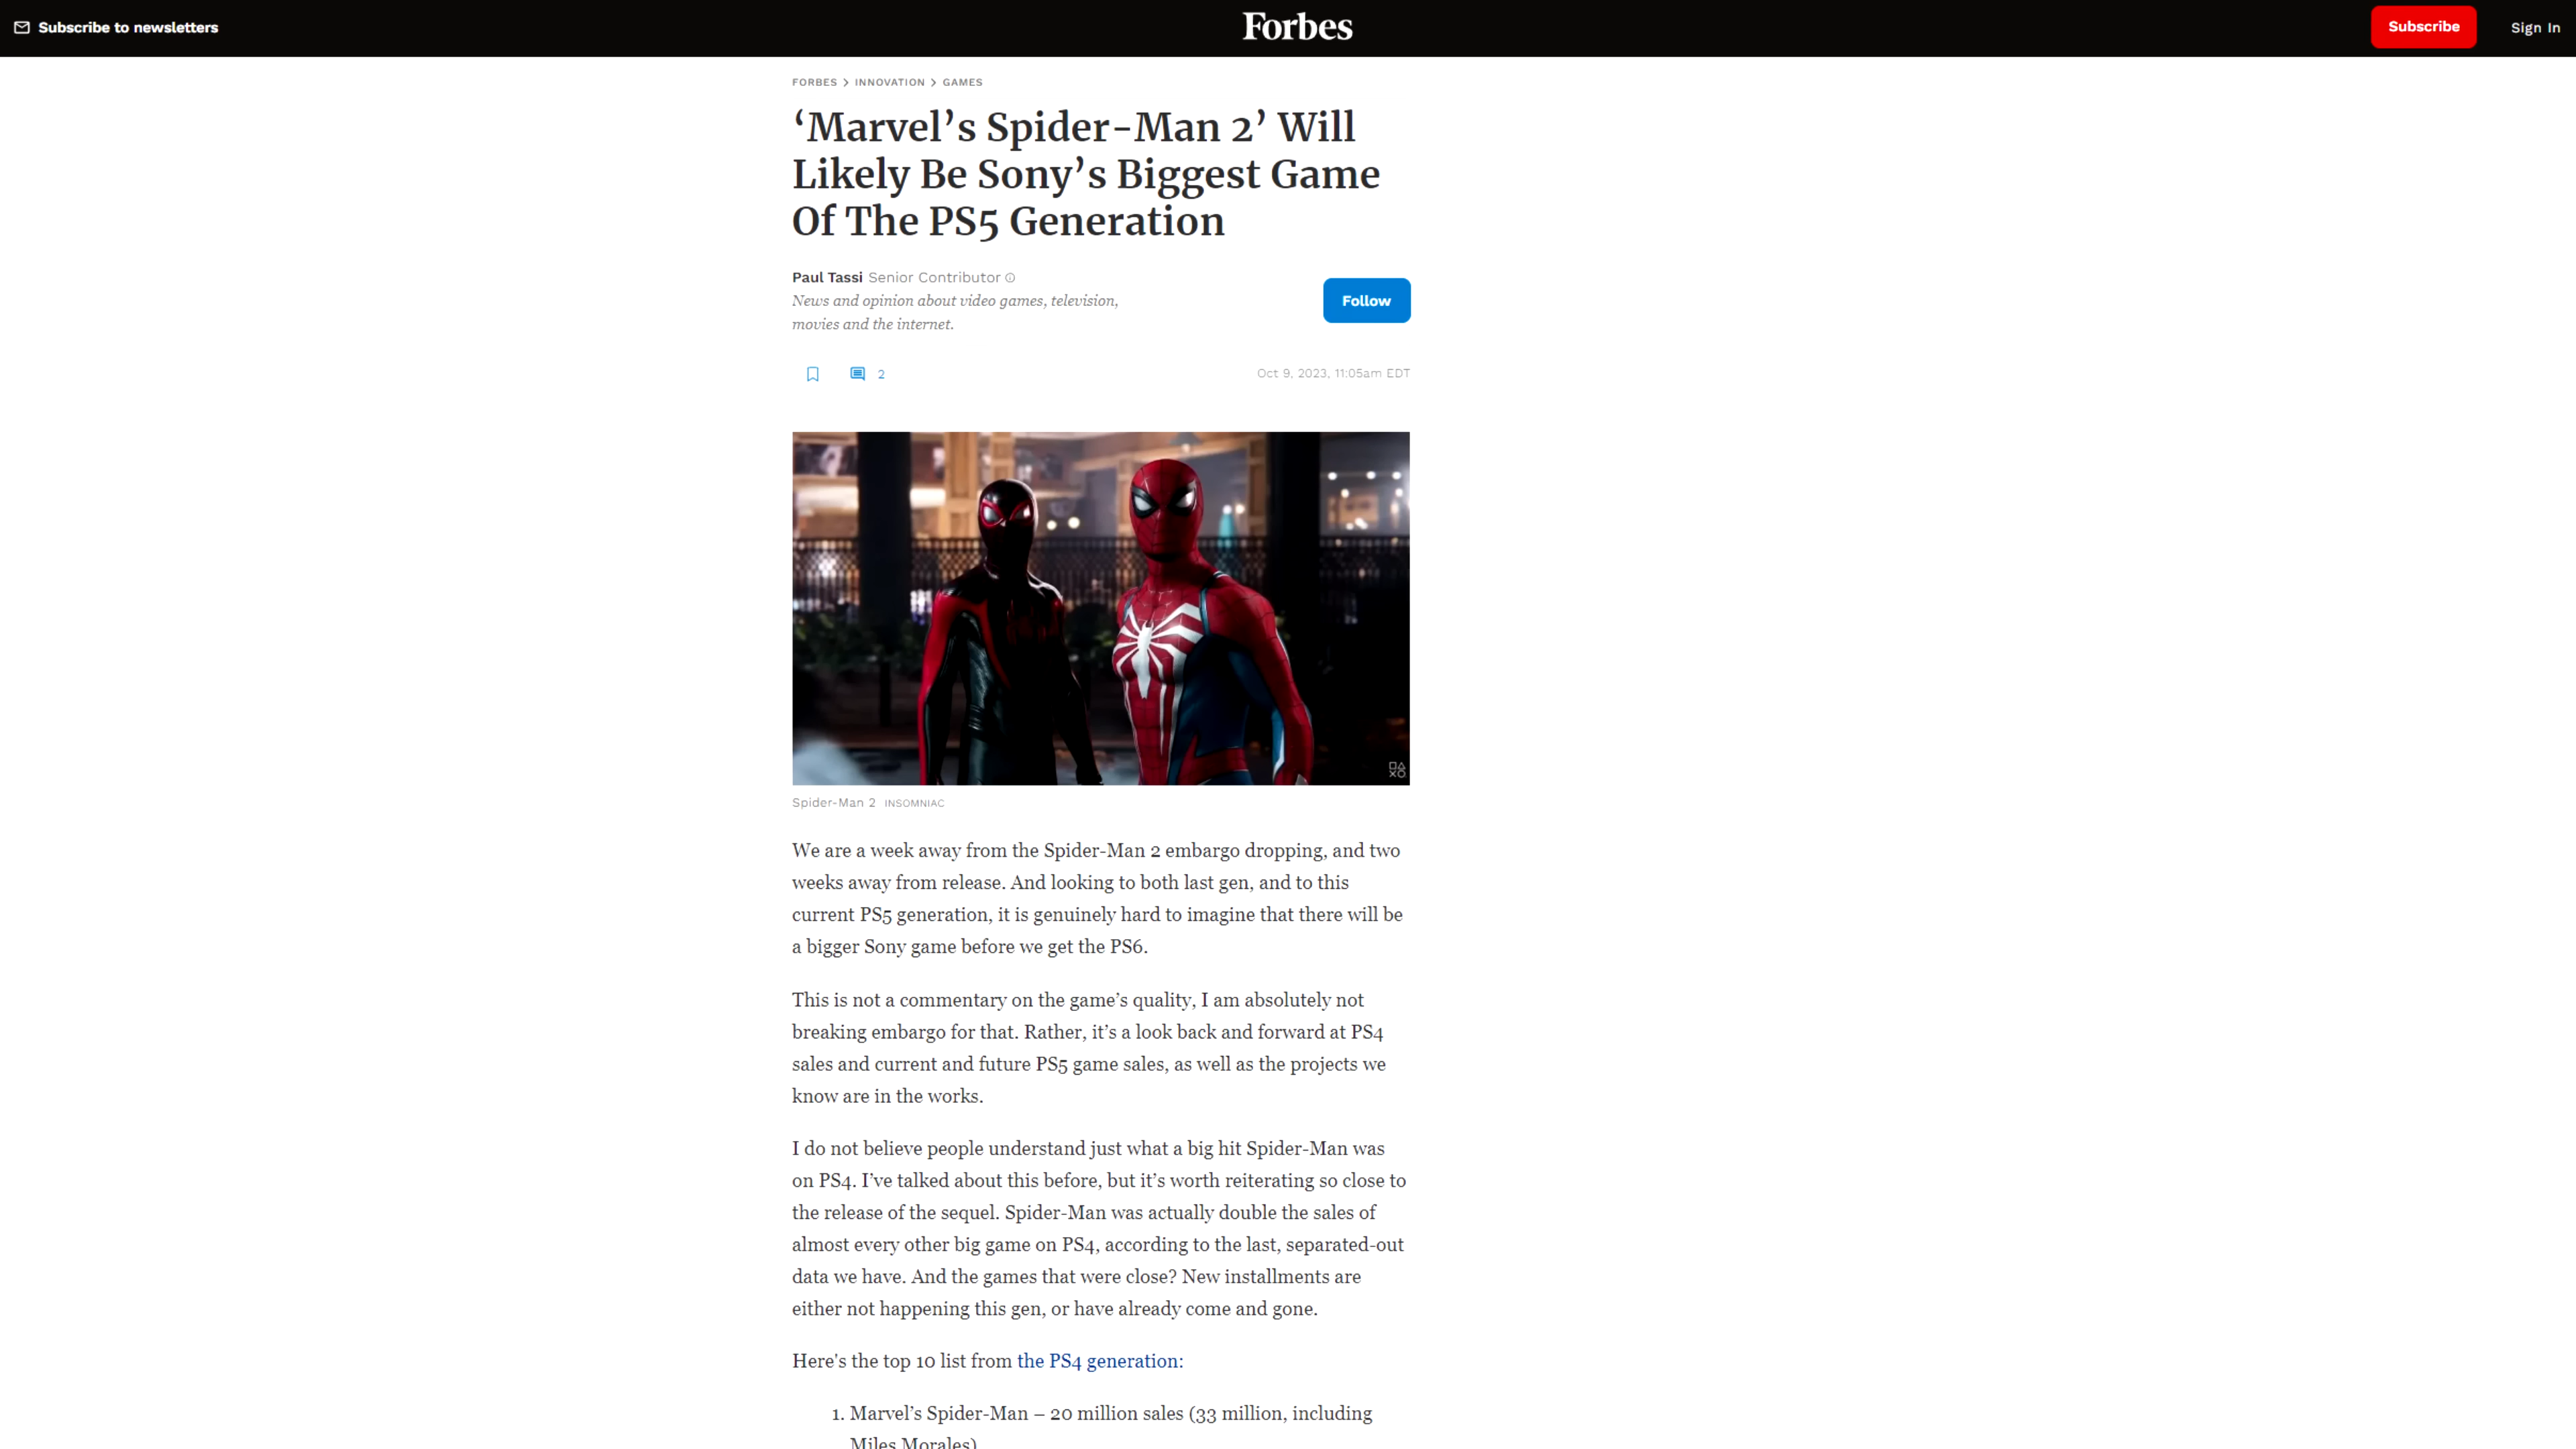 Subscribe to newsletters
Forbes
Subscribe
Sign In
FORBES > INNOVATION > GAMES
‘Marvel’s Spider-Man 2’ Will
Likely Be Sony’s Biggest Game
Of The PS5 Generation
Paul Tassi Senior Contributor
News and opinion about video games, television,
movies and the internet.
Follow
2
Oct 9, 2023, 11:05am EDT
Spider-Man 2 INSOMNIAC
We are a week away from the Spider-Man 2 embargo dropping, and two
weeks away from release. And looking to both last gen, and to this
current PS5 generation, it is genuinely hard to imagine that there will be
a bigger Sony game before we get the PS6.
This is not a commentary on the game’s quality, I am absolutely not
breaking embargo for that. Rather, it’s a look back and forward at PS4
sales and current and future PS5 game sales, as well as the projects we
know are in the works.
I do not believe people understand just what a big hit Spider-Man was
on PS4. I’ve talked about this before, but it’s worth reiterating so close to
the release of the sequel. Spider-Man was actually double the sales of
almost every other big game on PS4, according to the last, separated-out
data we have. And the games that were close? New installments are
either not happening this gen, or have already come and gone.
Here's the top 10 list from the PS4 generation:
1. Marvel’s Spider-Man – 20 million sales (33 million, including
Miles Morales)